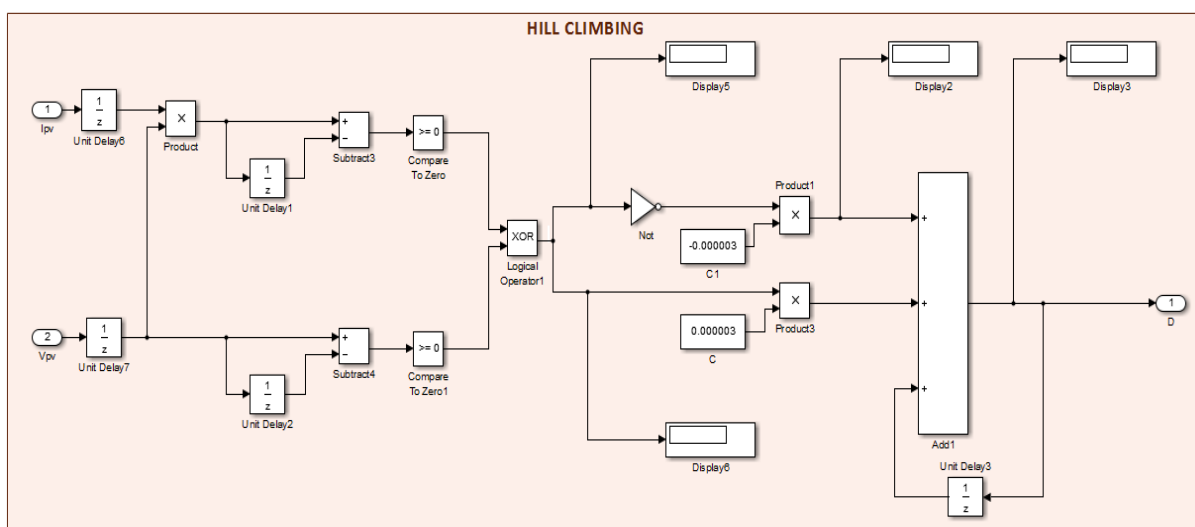 HILL CLIMBING
Display5
Display2
Display3
1
Ipv
1
z
Unit Delay6
X
Product
+
−
Subtract3
>= 0
Compare
To Zero
1
z
Unit Delay1
XOR
Logical
Operator1
Not
Product1
X
-0.000003
C1
X
Product3
0.000003
C
+
+
+
Add1
1
D
2
Vpv
1
z
Unit Delay7
+
−
Subtract4
>= 0
Compare
To Zero1
1
z
Unit Delay2
Display6
Unit Delay3
1
z